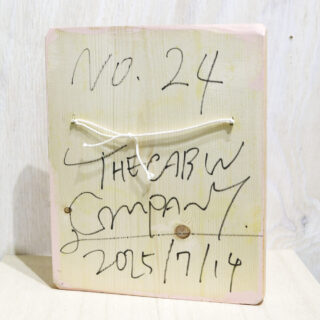 No. 24
THE CABIN
COMPANY.
2025/7/14